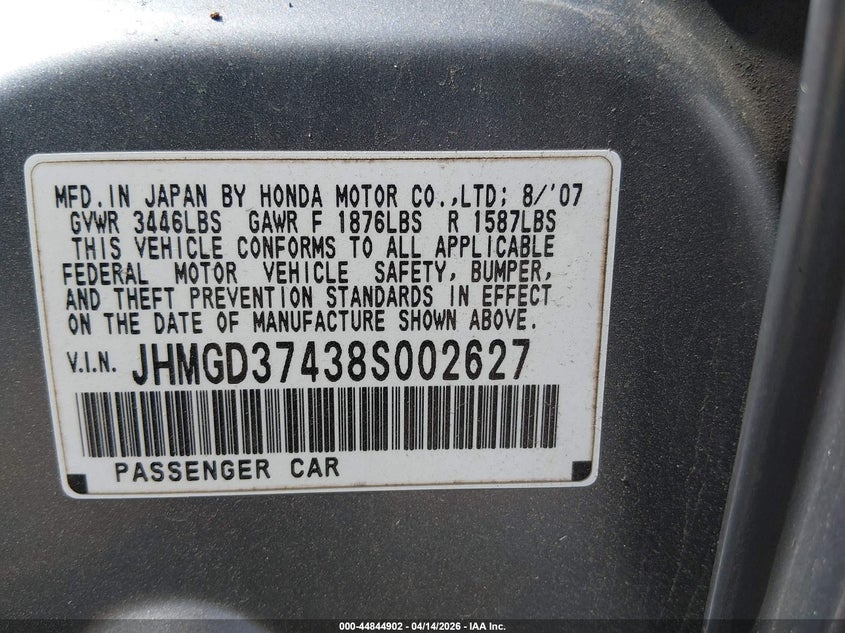 MFD.IN JAPAN BY HONDA MOTOR CO.,LTD; 8/'07
GVWR 3446LBS GAWR F 1876LBS R 1587LBS
THIS VEHICLE CONFORMS TO ALL APPLICABLE
FEDERAL MOTOR VEHICLE SAFETY, BUMPER,
AND THEFT PREVENTION STANDARDS IN EFFECT
ON THE DATE OF MANUFACTURE SHOWN ABOVE.
V.I.N. JHMGD37438S002627
PASSENGER CAR
000-44844902 - 04/14/2026 - IAA Inc.